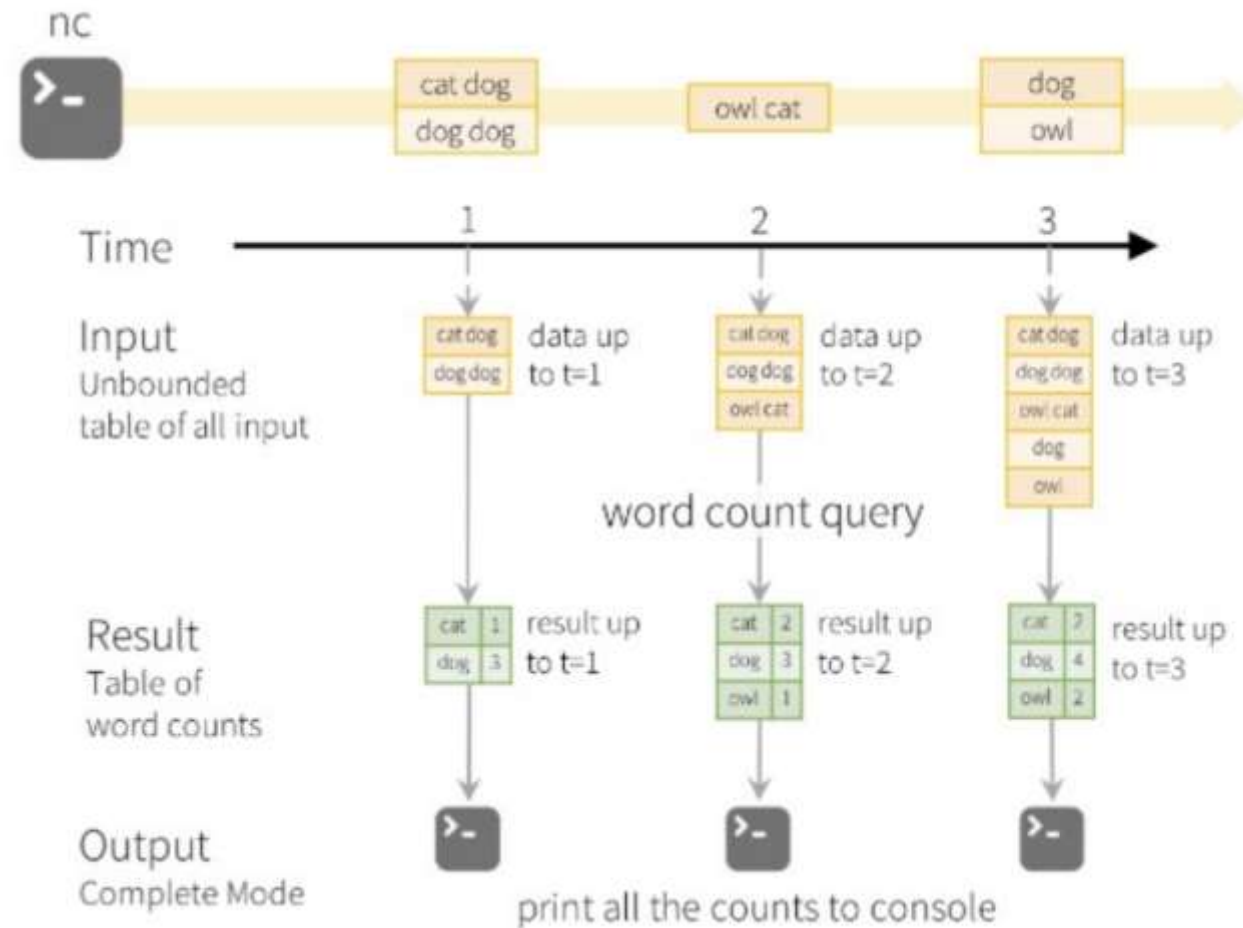 nc
>_
cat dog
dog dog
owl cat
dog
owl
Time
1
2
3
Input
Unbounded
table of all input
cat dog
dog dog
data up
to t=1
cat dog
dog dog
owl cat
data up
to t=2
cat dog
dog dog
owl cat
dog
owl
data up
to t=3
word count query
Result
Table of
word counts
cat 1
dog 3
result up
to t=1
cat 2
dog 3
owl 1
result up
to t=2
cat 2
dog 4
owl 2
result up
to t=3
Output
Complete Mode
>_
>_
>_
print all the counts to console